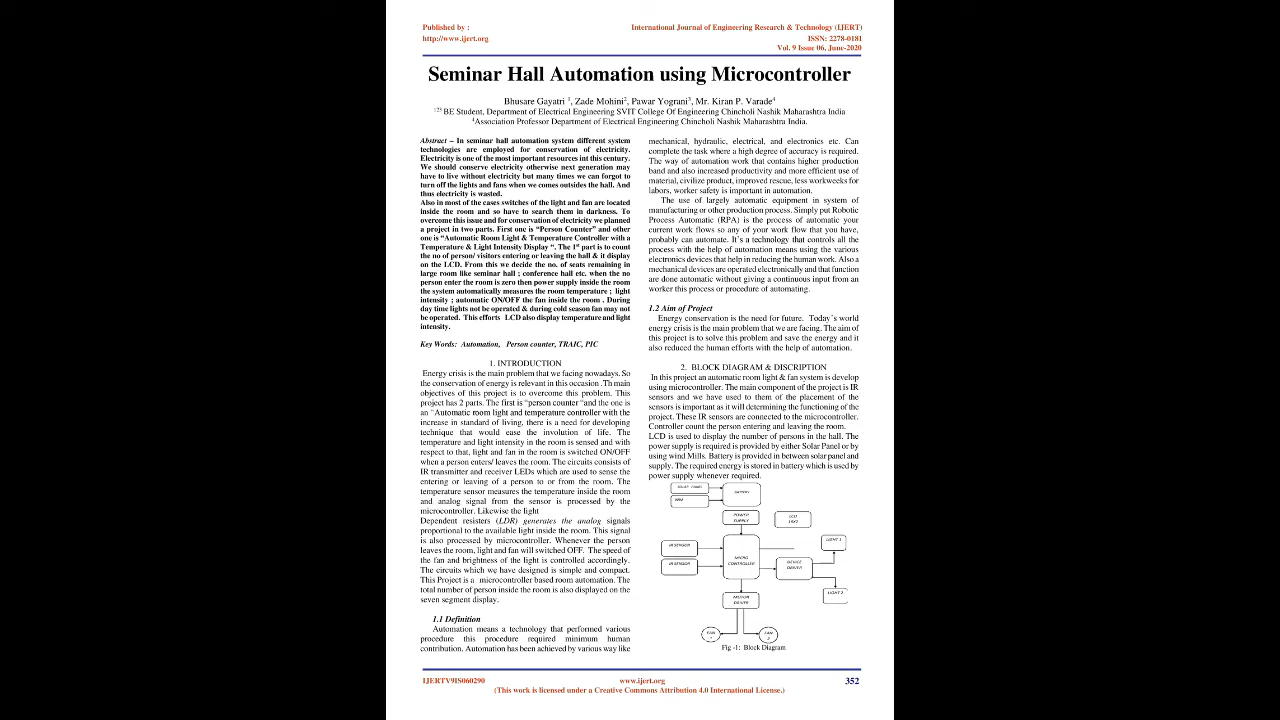 Published by :
http://www.ijert.org
International Journal of Engineering Research & Technology (IJERT)
ISSN: 2278-0181
Vol. 9 Issue 06, June-2020
Seminar Hall Automation using Microcontroller
Bhusare Gayatri 1, Zade Mohini2, Pawar Yograni3, Mr. Kiran P. Varade4
123 BE Student, Department of Electrical Engineering SVIT College Of Engineering Chincholi Nashik Maharashtra India
4Association Professor Department of Electrical Engineering Chincholi Nashik Maharashtra India.
Abstract – In seminar hall automation system different system
technologies are employed for conservation of electricity.
Electricity is one of the most important resources int this century.
We should conserve electricity otherwise next generation may
have to live without electricity but many times we can forgot to
turn off the lights and fans when we comes outsides the hall. And
thus electricity is wasted.
Also in most of the cases switches of the light and fan are located
inside the room and so have to search them in darkness. To
overcome this issue and for conservation of electricity we planned
a project in two parts. First one is “Person Counter” and other
one is “Automatic Room Light & Temperature Controller with a
Temperature & Light Intensity Display “. The 1st part is to count
the no of person/ visitors entering or leaving the hall & it display
on the LCD. From this we decide the no. of seats remaining in
large room like seminar hall ; conference hall etc. when the no
person enter the room is zero then power supply inside the room
the system automatically measures the room temperature ; light
intensity ; automatic ON/OFF the fan inside the room . During
day time lights not be operated & during cold season fan may not
be operated. This efforts LCD also display temperature and light
intensity.
Key Words: Automation, Person counter, TRAIC, PIC
1. INTRODUCTION
Energy crisis is the main problem that we facing nowadays. So
the conservation of energy is relevant in this occasion .Th main
objectives of this project is to overcome this problem. This
project has 2 parts. The first is “person counter “and the one is
an “Automatic room light and temperature controller with the
increase in standard of living, there is a need for developing
technique that would ease the involution of life. The
temperature and light intensity in the room is sensed and with
respect to that, light and fan in the room is switched ON/OFF
when a person enters/ leaves the room. The circuits consists of
IR transmitter and receiver LEDs which are used to sense the
entering or leaving of a person to or from the room. The
temperature sensor measures the temperature inside the room
and analog signal from the sensor is processed by the
microcontroller. Likewise the light
Dependent resisters (LDR) generates the analog signals
proportional to the available light inside the room. This signal
is also processed by microcontroller. Whenever the person
leaves the room, light and fan will switched OFF. The speed of
the fan and brightness of the light is controlled accordingly.
The circuits which we have designed is simple and compact.
This Project is a microcontroller based room automation. The
total number of person inside the room is also displayed on the
seven segment display.
1.1 Definition
Automation means a technology that performed various
procedure this procedure required minimum human
contribution. Automation has been achieved by various way like
mechanical, hydraulic, electrical, and electronics etc. Can
complete the task where a high degree of accuracy is required.
The way of automation work that contains higher production
band and also increased productivity and more efficient use of
material, civilize product, improved rescue, less workweeks for
labors, worker safety is important in automation.
The use of largely automatic equipment in system of
manufacturing or other production process. Simply put Robotic
Process Automatic (RPA) is the process of automatic your
current work flows so any of your work flow that you have,
probably can automate. It’s a technology that controls all the
process with the help of automation means using the various
electronics devices that help in reducing the human work. Also a
mechanical devices are operated electronically and that function
are done automatic without giving a continuous input from an
worker this process or procedure of automating.
1.2 Aim of Project
Energy conservation is the need for future. Today’s world
energy crisis is the main problem that we are facing. The aim of
this project is to solve this problem and save the energy and it
also reduced the human efforts with the help of automation.
2. BLOCK DIAGRAM & DISCRIPTION
In this project an automatic room light & fan system is develop
using microcontroller. The main component of the project is IR
sensors and we have used to them of the placement of the
sensors is important as it will determining the functioning of the
project. These IR sensors are connected to the microcontroller.
Controller count the person entering and leaving the room.
LCD is used to display the number of persons in the hall. The
power supply is required is provided by either Solar Panel or by
using wind Mills. Battery is provided in between solar panel and
supply. The required energy is stored in battery which is used by
power supply whenever required.
SOLAR PANEL
BATTERY
POWER
SUPPLY
LCD
IR SENSOR
IR SENSOR
MICRO
CONTROLLER
DEVICE
DRIVER
LIGHT 1
LIGHT 2
MOTOR
DRIVER
FAN
FAN
2
Fig -1: Block Diagram
IJERTV9IS060290
www.ijert.org
352
(This work is licensed under a Creative Commons Attribution 4.0 International License.)